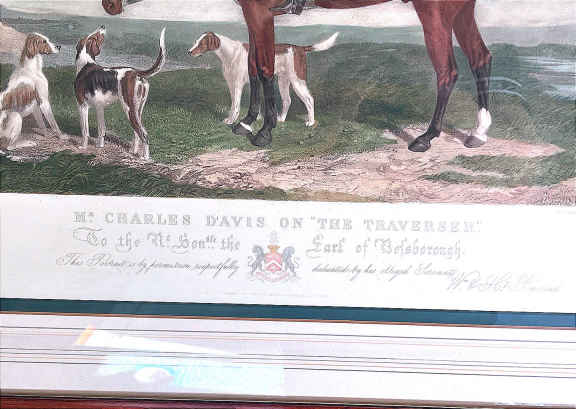 Mr. CHARLES DAVIS ON "THE TRAVERSER".
To the Rt. Honble. the Earl of Besborough.
This Portrait is by permission respectfully dedicated by his obliged Servants